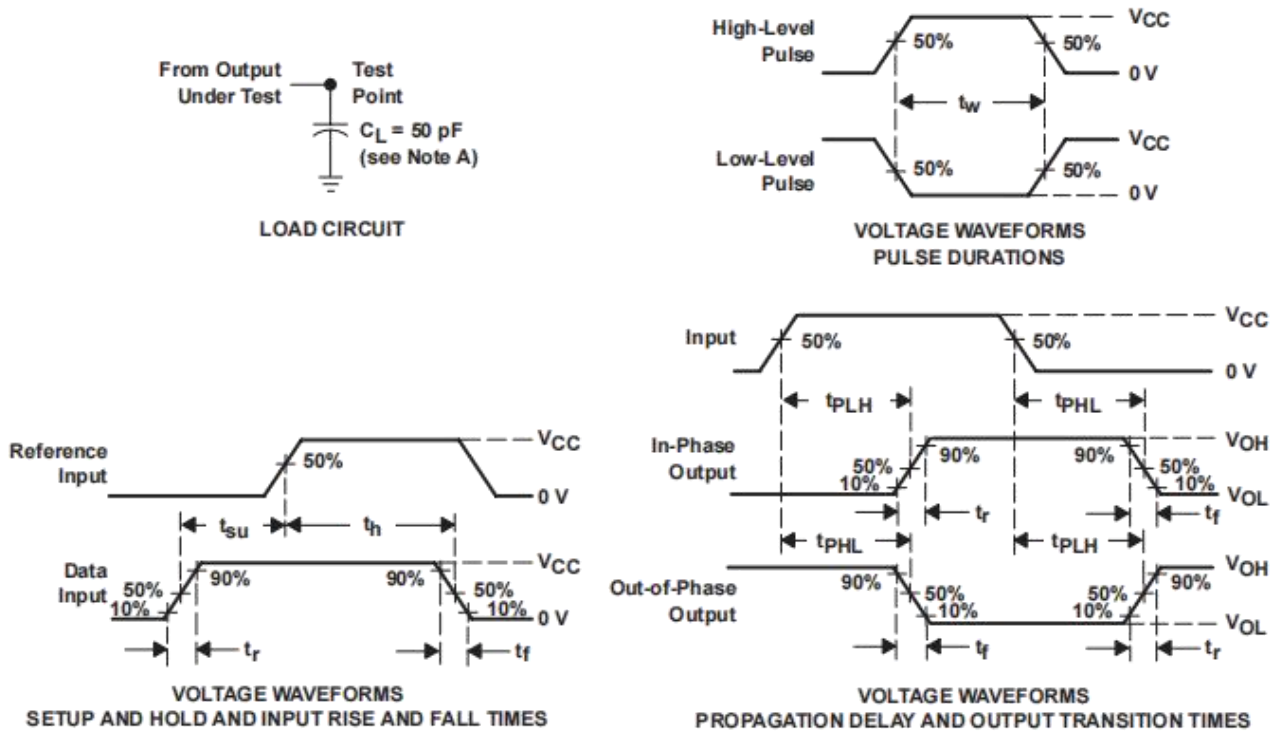 From Output
Under Test
Test
Point
CL = 50 pF
(see Note A)
LOAD CIRCUIT
High-Level
Pulse
50%
50%
VCC
0 V
tw
Low-Level
Pulse
50%
50%
VCC
0 V
VOLTAGE WAVEFORMS
PULSE DURATIONS
Reference
Input
50%
VCC
0 V
tsu
th
Data
Input
50%
10%
90%
90%
50%
10%
VCC
0 V
tr
tf
VOLTAGE WAVEFORMS
SETUP AND HOLD AND INPUT RISE AND FALL TIMES
Input
50%
50%
VCC
0 V
tPLH
tPHL
In-Phase
Output
50%
10%
90%
90%
50%
10%
VOH
VOL
tr
tf
tPHL
tPLH
Out-of-Phase
Output
90%
50%
10%
50%
10%
90%
VOH
VOL
tf
tr
VOLTAGE WAVEFORMS
PROPAGATION DELAY AND OUTPUT TRANSITION TIMES